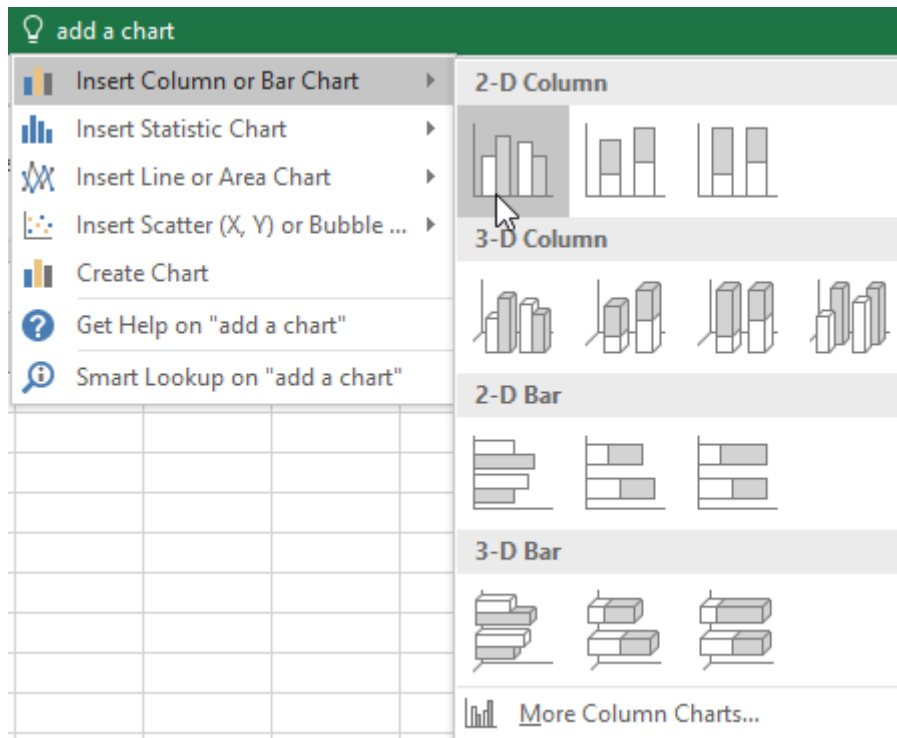 add a chart
Insert Column or Bar Chart
Insert Statistic Chart
Insert Line or Area Chart
Insert Scatter (X, Y) or Bubble ...
Create Chart
Get Help on "add a chart"
Smart Lookup on "add a chart"
2-D Column
3-D Column
2-D Bar
3-D Bar
More Column Charts...